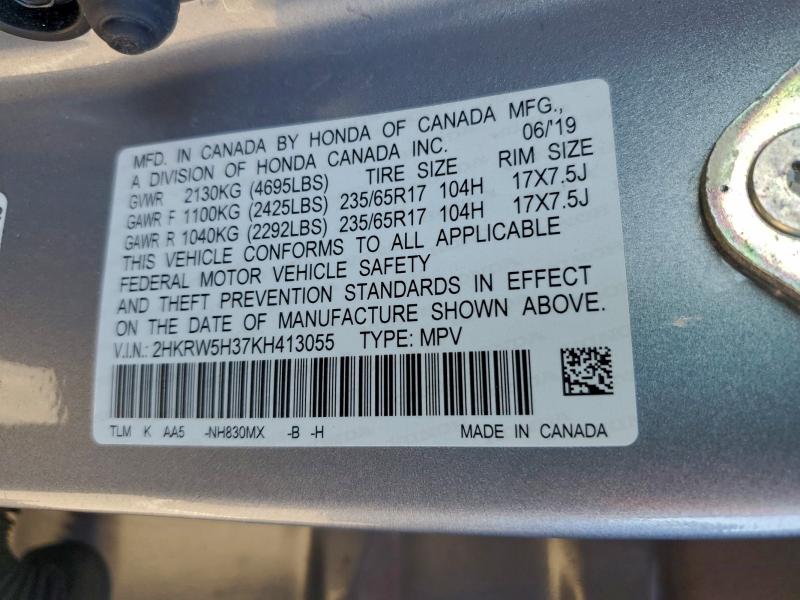 MFD. IN CANADA BY HONDA OF CANADA MFG.,
A DIVISION OF HONDA CANADA INC. 06/'19
GVWR 2130KG (4695LBS) TIRE SIZE RIM SIZE
GAWR F 1100KG (2425LBS) 235/65R17 104H 17X7.5J
GAWR R 1040KG (2292LBS) 235/65R17 104H 17X7.5J
THIS VEHICLE CONFORMS TO ALL APPLICABLE
FEDERAL MOTOR VEHICLE SAFETY
AND THEFT PREVENTION STANDARDS IN EFFECT
ON THE DATE OF MANUFACTURE SHOWN ABOVE.
V.I.N.: 2HKRW5H37KH413055 TYPE: MPV
TLM K AA5 -NH830MX -B -H MADE IN CANADA